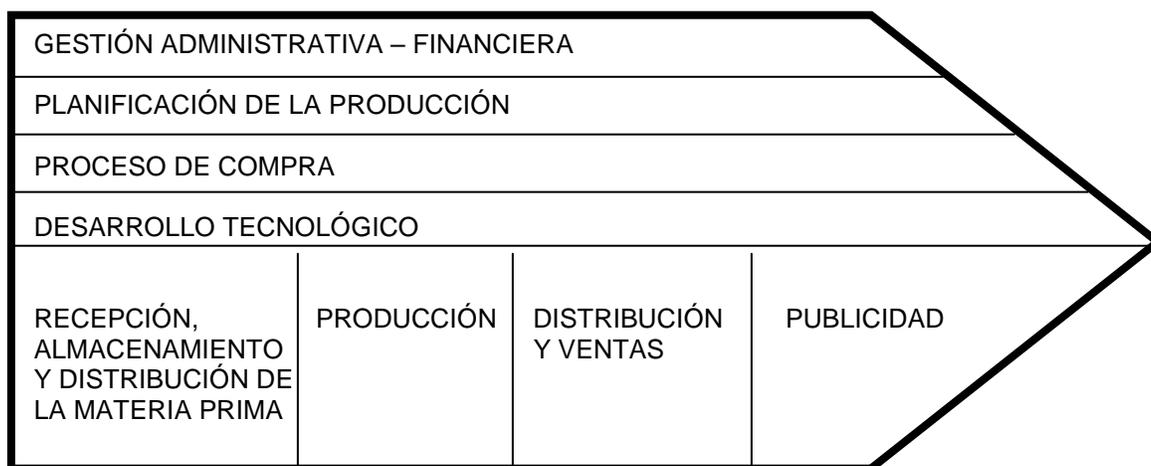 GESTIÓN ADMINISTRATIVA – FINANCIERA
PLANIFICACIÓN DE LA PRODUCCIÓN
PROCESO DE COMPRA
DESARROLLO TECNOLÓGICO
RECEPCIÓN,
ALMACENAMIENTO
Y DISTRIBUCIÓN DE
LA MATERIA PRIMA
PRODUCCIÓN
DISTRIBUCIÓN
Y VENTAS
PUBLICIDAD